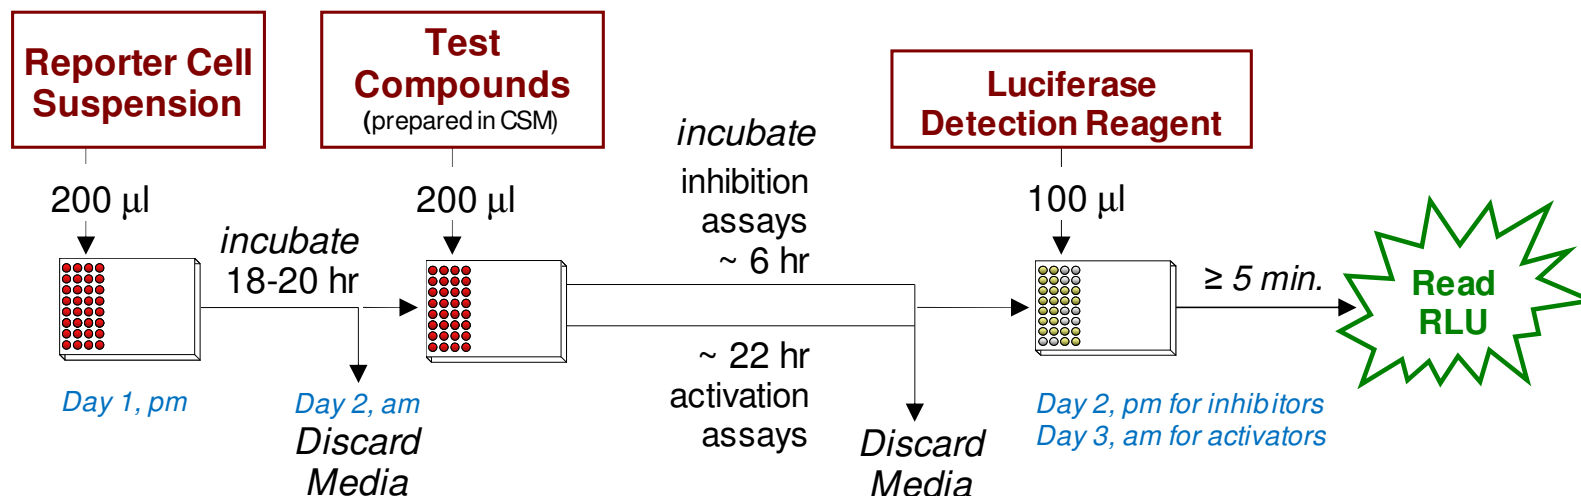 Reporter Cell
Suspension
200 µl
Day 1, pm
incubate
18-20 hr
Day 2, am
Discard
Media
Test
Compounds
(prepared in CSM)
200 µl
incubate
inhibition
assays
~ 6 hr
~ 22 hr
activation
assays
Discard
Media
Luciferase
Detection Reagent
100 µl
Day 2, pm for inhibitors
Day 3, am for activators
≥ 5 min.
Read
RLU